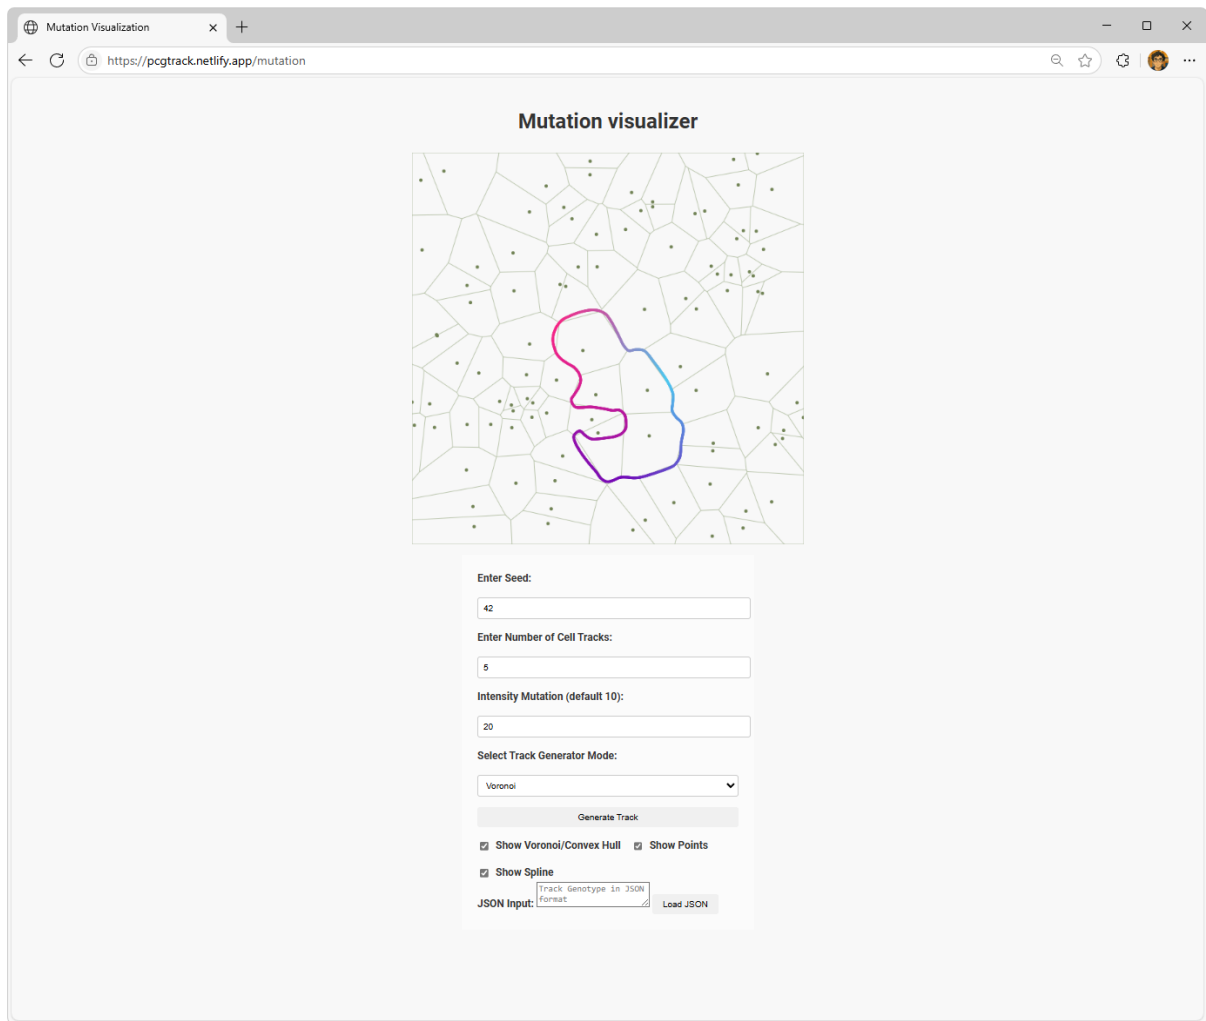 Mutation Visualization
https://pcgtrack.netlify.app/mutation
Mutation visualizer
Enter Seed:
42
Enter Number of Cell Tracks:
5
Intensity Mutation (default 10):
20
Select Track Generator Mode:
Voronoi
Generate Track
Show Voronoi/Convex Hull Show Points
Show Spline
JSON Input: Track Genotype in JSON
format
Load JSON